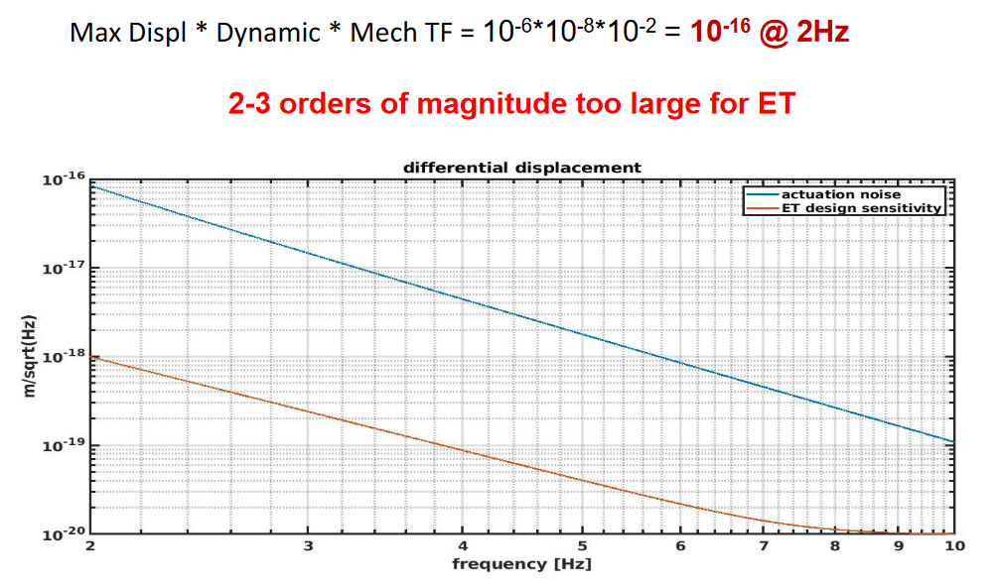 Max Displ * Dynamic * Mech TF = 10-6*10-8*10-2 = 10-16 @ 2Hz
2-3 orders of magnitude too large for ET
differential displacement
actuation noise
ET design sensitivity
10-16
10-17
10-18
10-19
10-20
m/sqrt(Hz)
2 3 4 5 6 7 8 9 10
frequency [Hz]